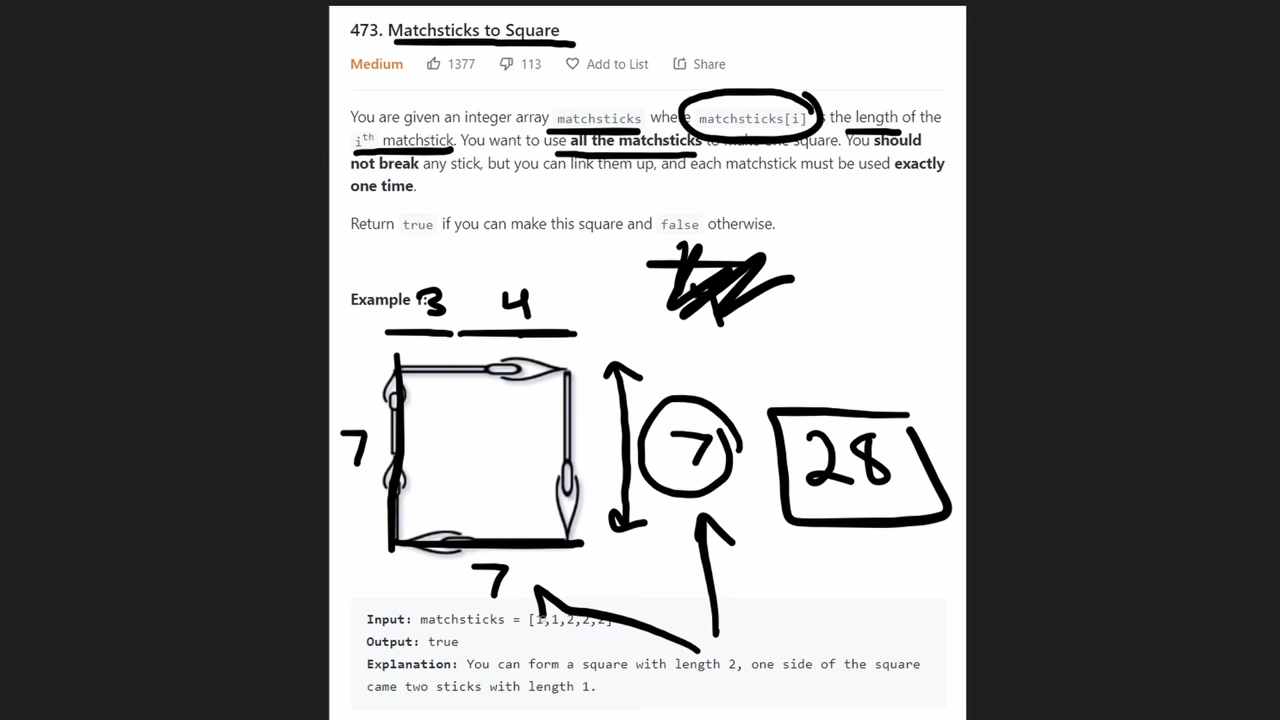 473. Matchsticks to Square
Medium 1377 113 Add to List Share
You are given an integer array matchsticks where matchsticks[i] is the length of the
ith matchstick. You want to use all the matchsticks to make one square. You should
not break any stick, but you can link them up, and each matchstick must be used exactly
one time.
Return true if you can make this square and false otherwise.
Example 1:
3 4
7
7
28
7
Input: matchsticks = [1,1,2,2,2]
Output: true
Explanation: You can form a square with length 2, one side of the square
came two sticks with length 1.